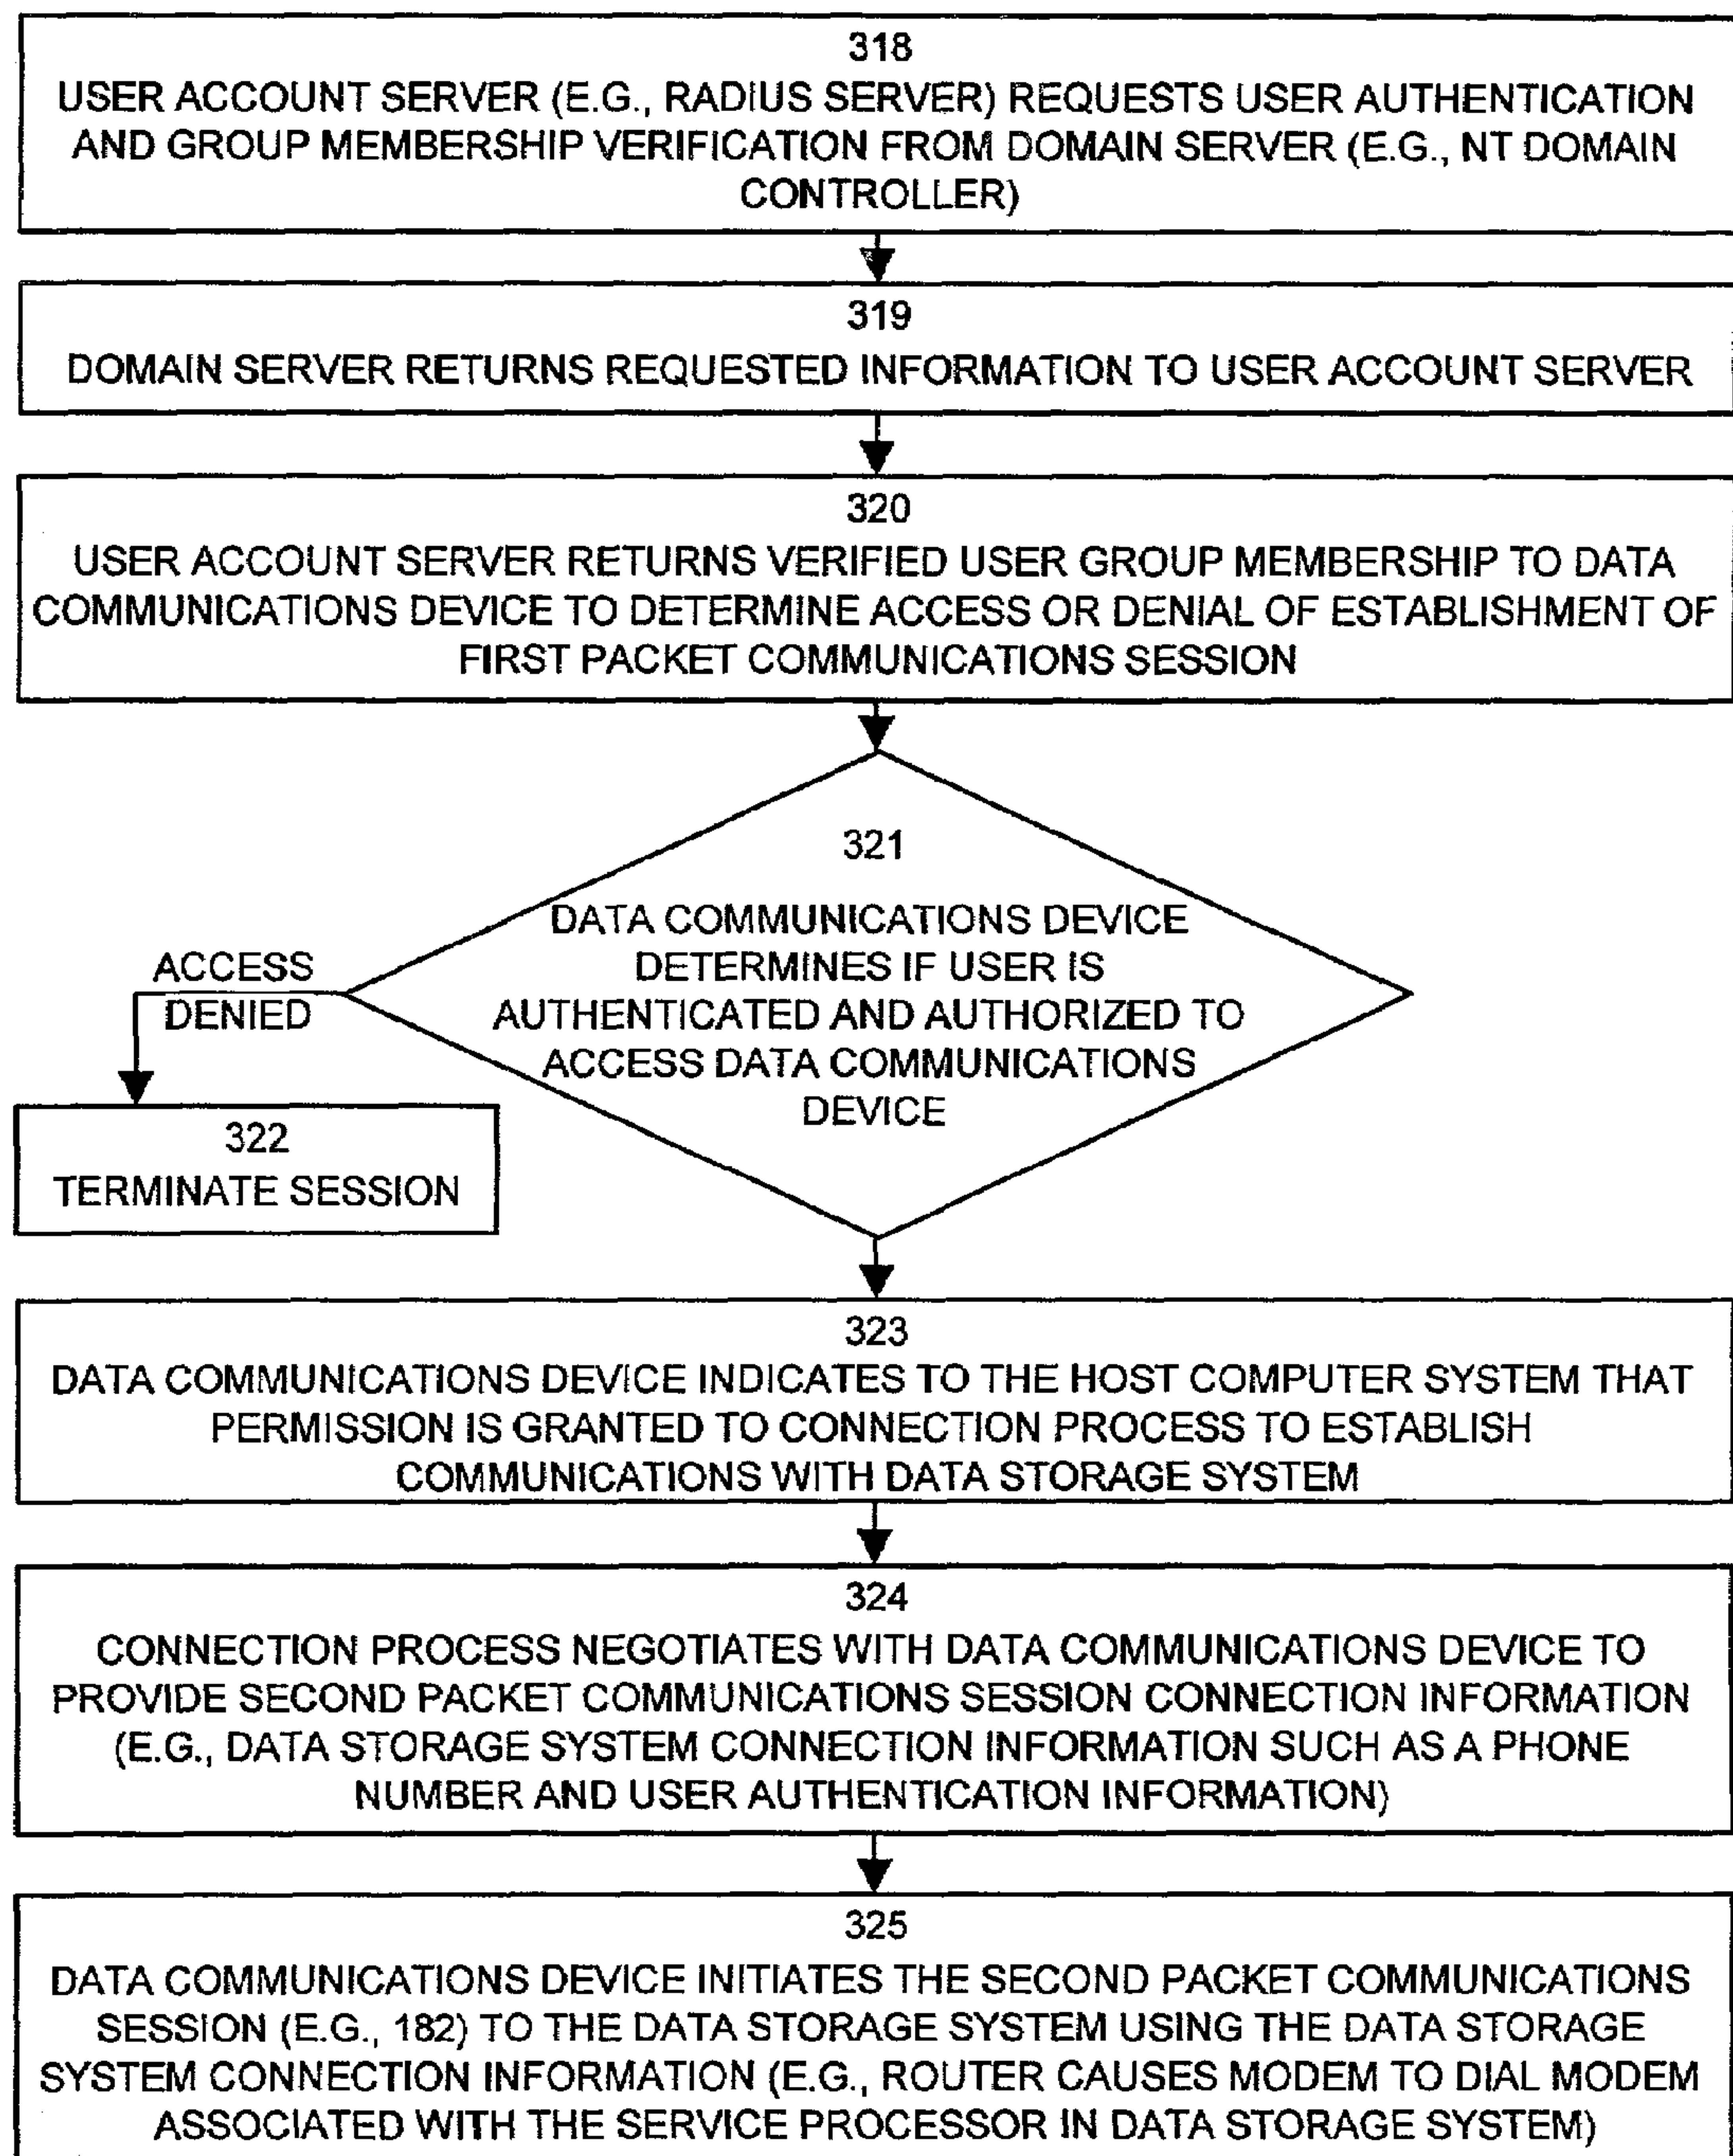 318
USER ACCOUNT SERVER (E.G., RADIUS SERVER) REQUESTS USER AUTHENTICATION
AND GROUP MEMBERSHIP VERIFICATION FROM DOMAIN SERVER (E.G., NT DOMAIN
CONTROLLER)
319
DOMAIN SERVER RETURNS REQUESTED INFORMATION TO USER ACCOUNT SERVER
320
USER ACCOUNT SERVER RETURNS VERIFIED USER GROUP MEMBERSHIP TO DATA
COMMUNICATIONS DEVICE TO DETERMINE ACCESS OR DENIAL OF ESTABLISHMENT OF
FIRST PACKET COMMUNICATIONS SESSION
321
DATA COMMUNICATIONS DEVICE
DETERMINES IF USER IS
AUTHENTICATED AND AUTHORIZED TO
ACCESS DATA COMMUNICATIONS
DEVICE
ACCESS
DENIED
322
TERMINATE SESSION
323
DATA COMMUNICATIONS DEVICE INDICATES TO THE HOST COMPUTER SYSTEM THAT
PERMISSION IS GRANTED TO CONNECTION PROCESS TO ESTABLISH
COMMUNICATIONS WITH DATA STORAGE SYSTEM
324
CONNECTION PROCESS NEGOTIATES WITH DATA COMMUNICATIONS DEVICE TO
PROVIDE SECOND PACKET COMMUNICATIONS SESSION CONNECTION INFORMATION
(E.G., DATA STORAGE SYSTEM CONNECTION INFORMATION SUCH AS A PHONE
NUMBER AND USER AUTHENTICATION INFORMATION)
325
DATA COMMUNICATIONS DEVICE INITIATES THE SECOND PACKET COMMUNICATIONS
SESSION (E.G., 182) TO THE DATA STORAGE SYSTEM USING THE DATA STORAGE
SYSTEM CONNECTION INFORMATION (E.G., ROUTER CAUSES MODEM TO DIAL MODEM
ASSOCIATED WITH THE SERVICE PROCESSOR IN DATA STORAGE SYSTEM)